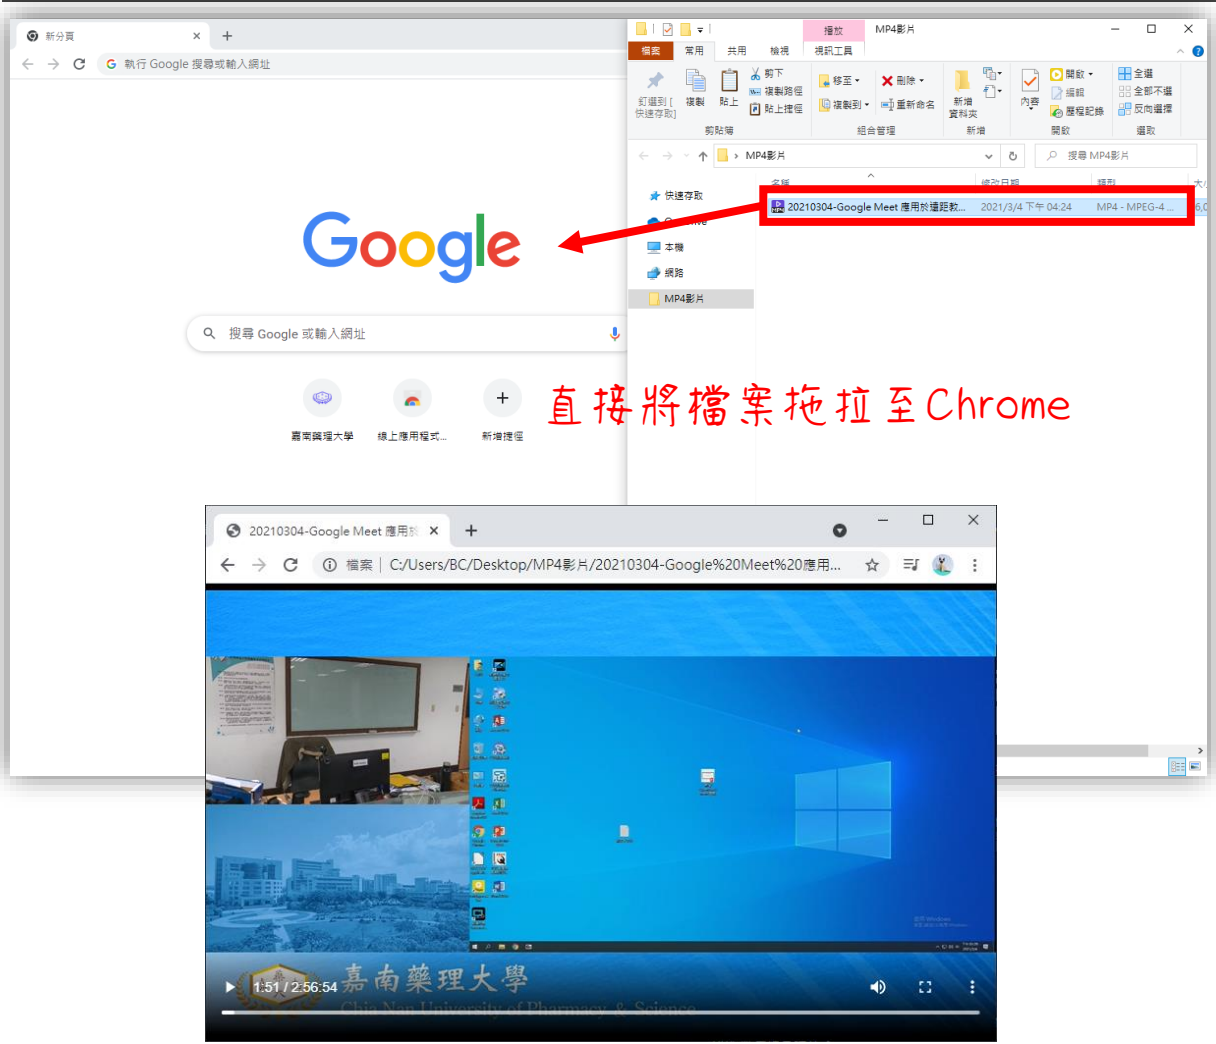 新分頁
執行 Google 搜尋或輸入網址
Google
搜尋 Google 或輸入網址
嘉南藥理大學
線上應用程式...
新增捷徑
播放
MP4影片
檔案
常用
共用
檢視
視訊工具
釘選到 [
快速存取]
複製
貼上
剪下
複製路徑
貼上捷徑
剪貼簿
移至
複製到
刪除
重新命名
組合管理
新增
資料夾
新增
內容
開啟
編輯
歷程記錄
開啟
全選
全部不選
反向選擇
選取
MP4影片
搜尋 MP4影片
名稱
修改日期
類型
大小
快速存取
本機
網路
MP4影片
20210304-Google Meet 應用於遠距教...
2021/3/4 下午 04:24
MP4 - MPEG-4 ...
直接將檔案拖拉至Chrome
20210304-Google Meet 應用於
檔案
C:/Users/BC/Desktop/MP4影片/20210304-Google%20Meet%20應用...
1:51 / 2:56:54
嘉南藥理大學
Chia Nan University of Pharmacy & Science